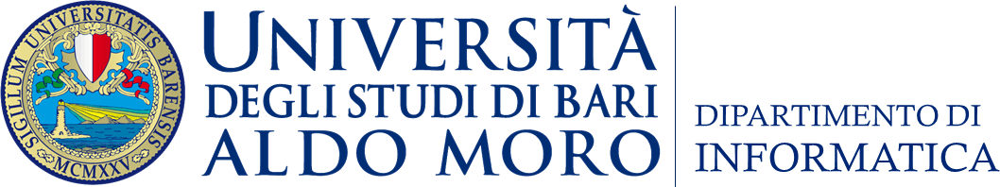 SIGILLUM UNIVERSITATIS BARENSIS
MCMXXV
UNIVERSITÀ
DEGLI STUDI DI BARI
ALDO MORO
DIPARTIMENTO DI
INFORMATICA